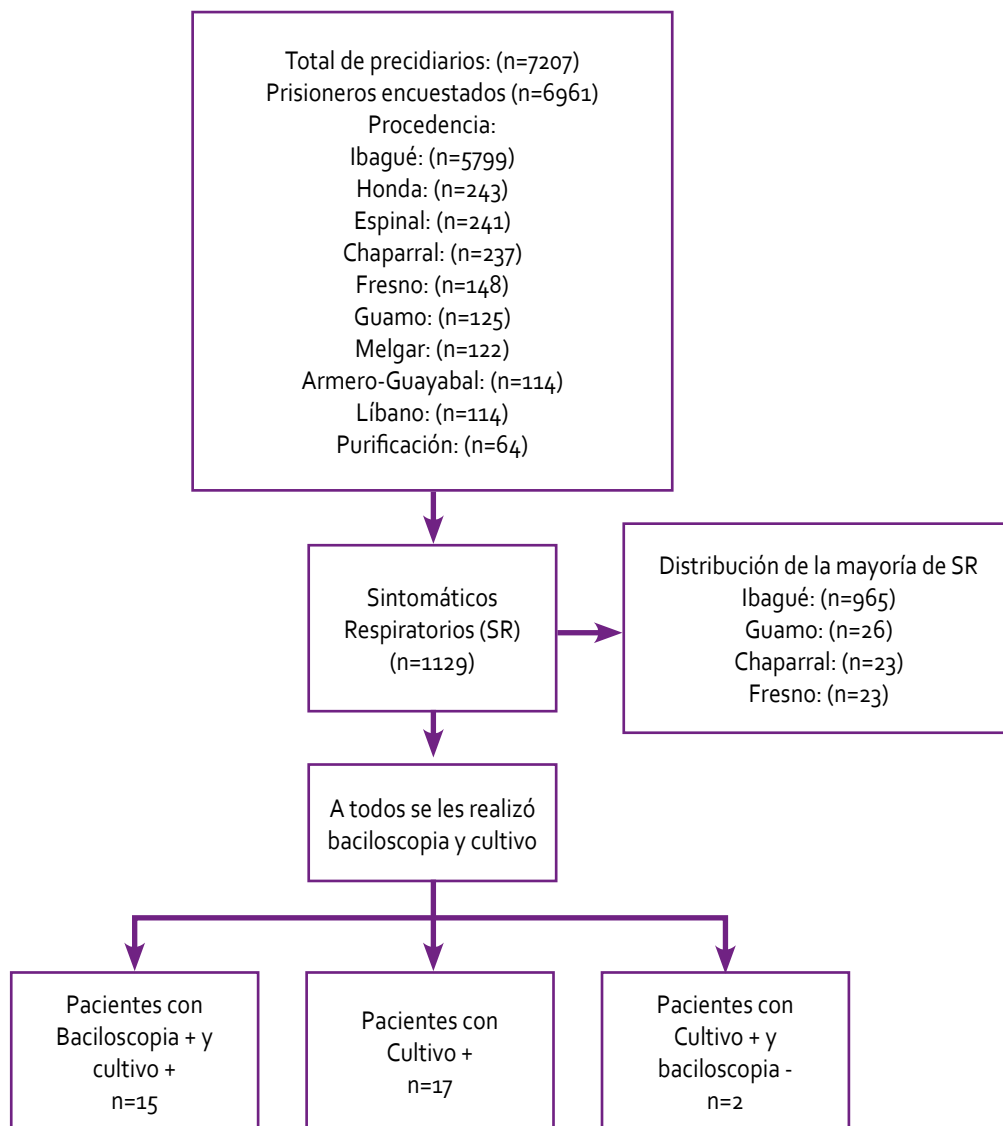 Total de precidiarios: (n=7207)
Prisioneros encuestados (n=6961)
Procedencia:
Ibagué: (n=5799)
Honda: (n=243)
Espinal: (n=241)
Chaparral: (n=237)
Fresno: (n=148)
Guamo: (n=125)
Melgar: (n=122)
Armero-Guayabal: (n=114)
Líbano: (n=114)
Purificación: (n=64)
Sintomáticos
Respiratorios (SR)
(n=1129)
Distribución de la mayoría de SR
Ibagué: (n=965)
Guamo: (n=26)
Chaparral: (n=23)
Fresno: (n=23)
A todos se les realizó
baciloscopia y cultivo
Pacientes con
Baciloscopia + y
cultivo +
n=15
Pacientes con
Cultivo +
n=17
Pacientes con
Cultivo + y
baciloscopia -
n=2